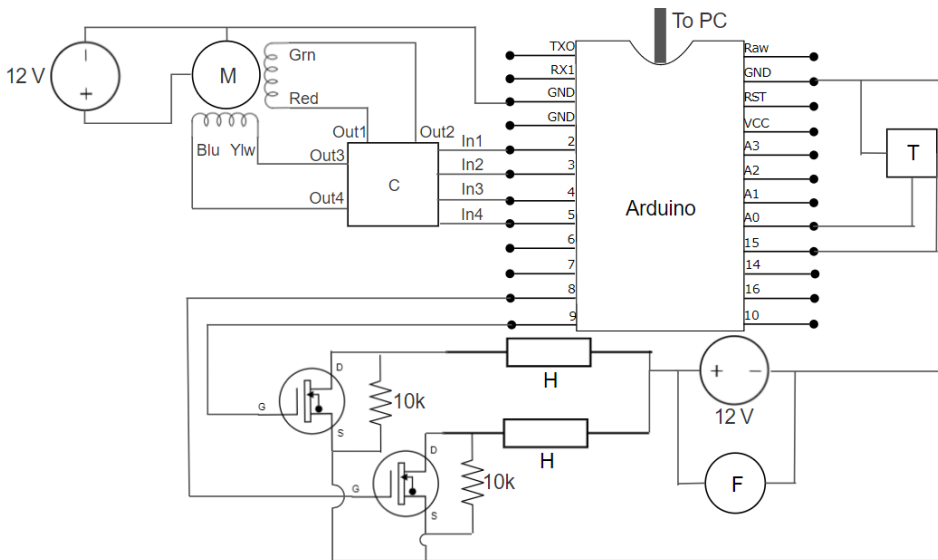 To PC
12 V
−
+
M
Grn
Red
Blu Ylw
Out1
Out2
Out3
Out4
C
In1
In2
In3
In4
TXO
RX1
GND
GND
2
3
4
5
6
7
8
9
Arduino
Raw
GND
RST
VCC
A3
A2
A1
A0
15
14
16
10
T
D
G
S
10k
H
D
G
S
10k
H
+ −
12 V
F